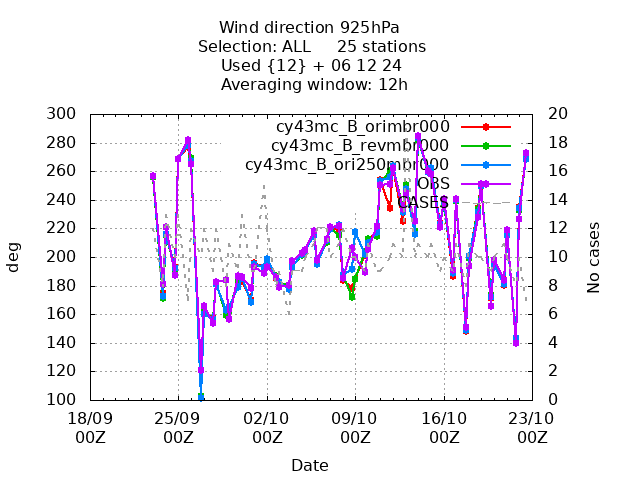 Wind direction 925hPa
Selection: ALL     25 stations
Used {12} + 06 12 24
Averaging window: 12h
300 20
280 18
260 16
240 14
220 12
200 10
180 8
160 6
140 4
120 2
100 0
deg
No cases
cy43mc_B_orimbr000
cy43mc_B_revmbr000
cy43mc_B_ori250mbr000
OBS
CASES
18/09 25/09 02/10 09/10 16/10 23/10
00Z 00Z 00Z 00Z 00Z 00Z
Date